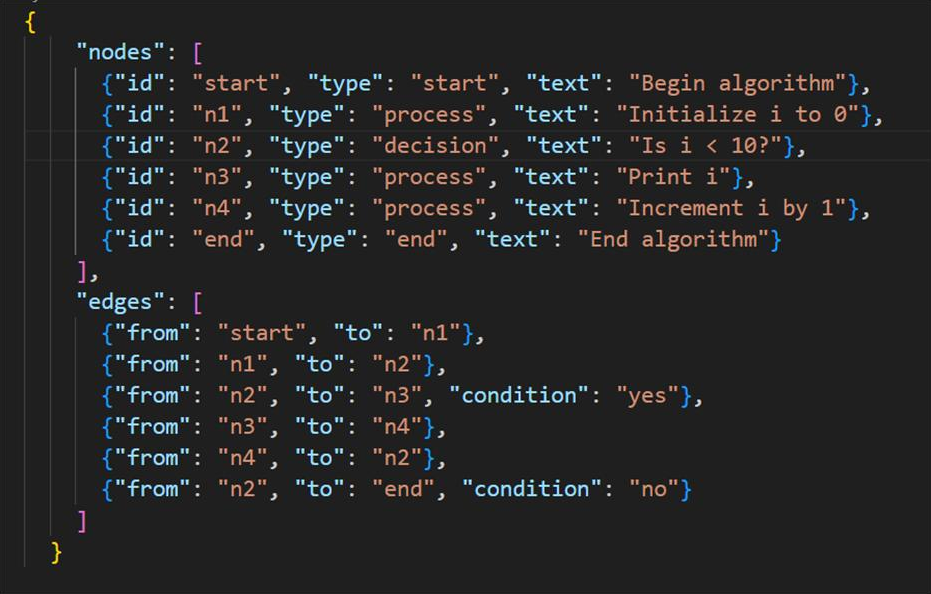 {
"nodes": [
{"id": "start", "type": "start", "text": "Begin algorithm"},
{"id": "n1", "type": "process", "text": "Initialize i to 0"},
{"id": "n2", "type": "decision", "text": "Is i < 10?"},
{"id": "n3", "type": "process", "text": "Print i"},
{"id": "n4", "type": "process", "text": "Increment i by 1"},
{"id": "end", "type": "end", "text": "End algorithm"}
],
"edges": [
{"from": "start", "to": "n1"},
{"from": "n1", "to": "n2"},
{"from": "n2", "to": "n3", "condition": "yes"},
{"from": "n3", "to": "n4"},
{"from": "n4", "to": "n2"},
{"from": "n2", "to": "end", "condition": "no"}
]
}